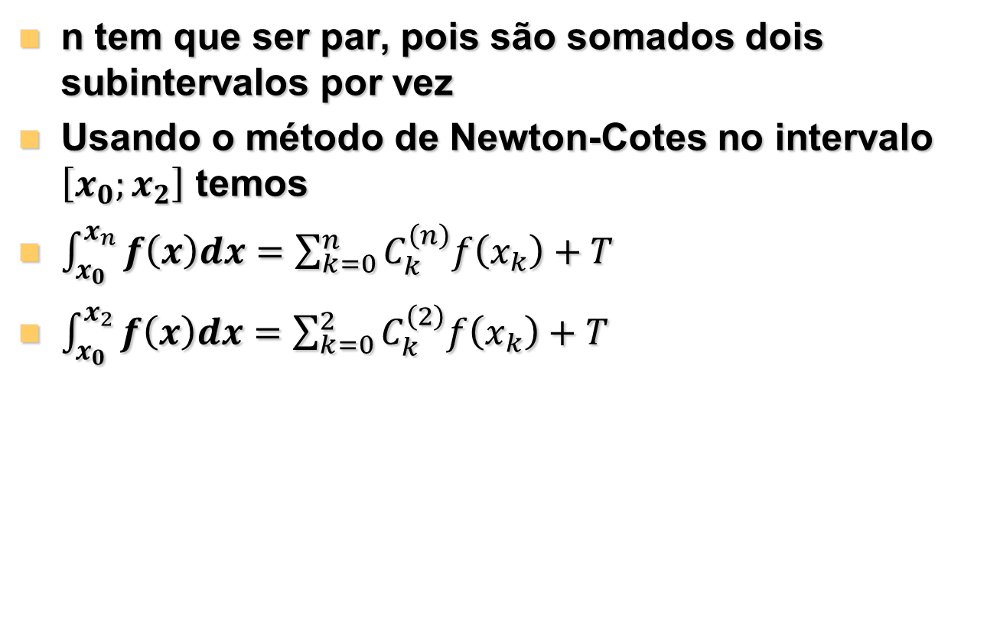 n tem que ser par, pois são somados dois
subintervalos por vez
Usando o método de Newton-Cotes no intervalo
[x₀; x₂] temos
∫_{x₀}^{xₙ} f(x)dx = ∑_{k=0}^{n} C_k^{(n)} f(x_k) + T
∫_{x₀}^{x₂} f(x)dx = ∑_{k=0}^{2} C_k^{(2)} f(x_k) + T